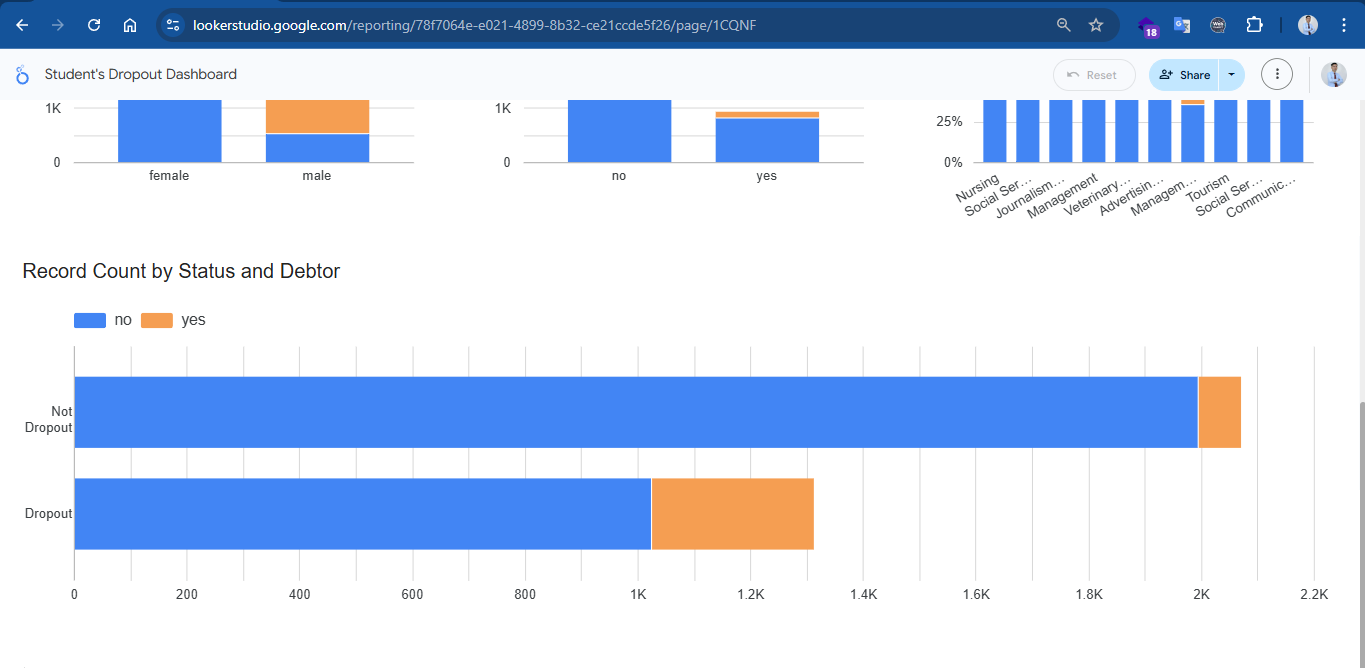 lookerstudio.google.com/reporting/78f7064e-e021-4899-8b32-ce21ccde5f26/page/1CQNF
18
Student's Dropout Dashboard
Reset
Share
1K
0
female male
1K
0
no yes
25%
0%
Nursing
Social Ser…
Journalism…
Management
Veterinary…
Advertisin…
Managem…
Tourism
Social Ser…
Communic…
Record Count by Status and Debtor
no yes
Not
Dropout
Dropout
0 200 400 600 800 1K 1.2K 1.4K 1.6K 1.8K 2K 2.2K